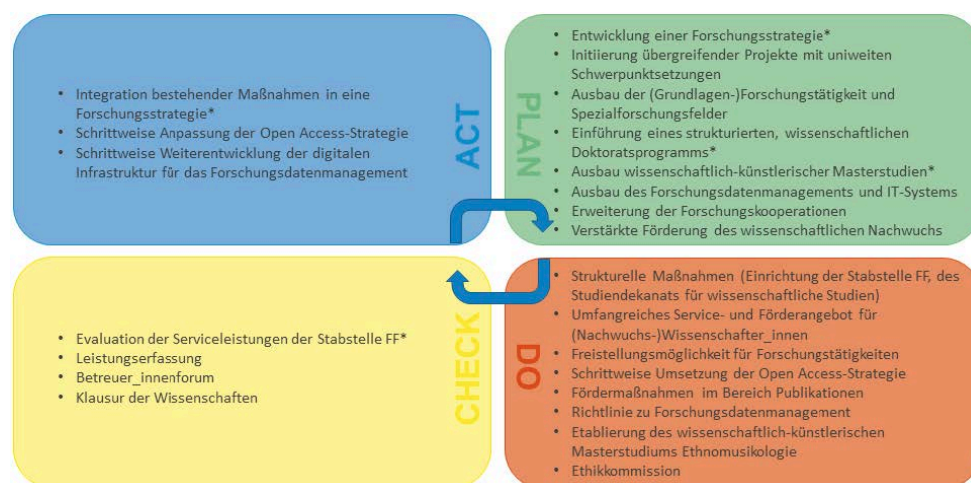 • Integration bestehender Maßnahmen in eine
Forschungsstrategie*
• Schrittweise Anpassung der Open Access-Strategie
• Schrittweise Weiterentwicklung der digitalen
Infrastruktur für das Forschungsdatenmanagement
ACT
PLAN
• Entwicklung einer Forschungsstrategie*
• Initiierung übergreifender Projekte mit uniweiten
Schwerpunktsetzungen
• Ausbau der (Grundlagen-)Forschungstätigkeit und
Spezialforschungsfelder
• Einführung eines strukturierten, wissenschaftlichen
Doktoratsprogramms*
• Ausbau wissenschaftlich-künstlerischer Masterstudien*
• Ausbau des Forschungsdatenmanagements und IT-Systems
• Erweiterung der Forschungskooperationen
• Verstärkte Förderung des wissenschaftlichen Nachwuchs
• Evaluation der Serviceleistungen der Stabstelle FF*
• Leistungserfassung
• Betreuer_innenforum
• Klausur der Wissenschaften
CHECK
DO
• Strukturelle Maßnahmen (Einrichtung der Stabstelle FF, des
Studiendekanats für wissenschaftliche Studien)
• Umfangreiches Service- und Förderangebot für
(Nachwuchs-)Wissenschafter_innen
• Freistellungsmöglichkeit für Forschungstätigkeiten
• Schrittweise Umsetzung der Open Access-Strategie
• Fördermaßnahmen im Bereich Publikationen
• Richtlinie zu Forschungsdatenmanagement
• Etablierung des wissenschaftlich-künstlerischen
Masterstudiums Ethnomusikologie
• Ethikkommission